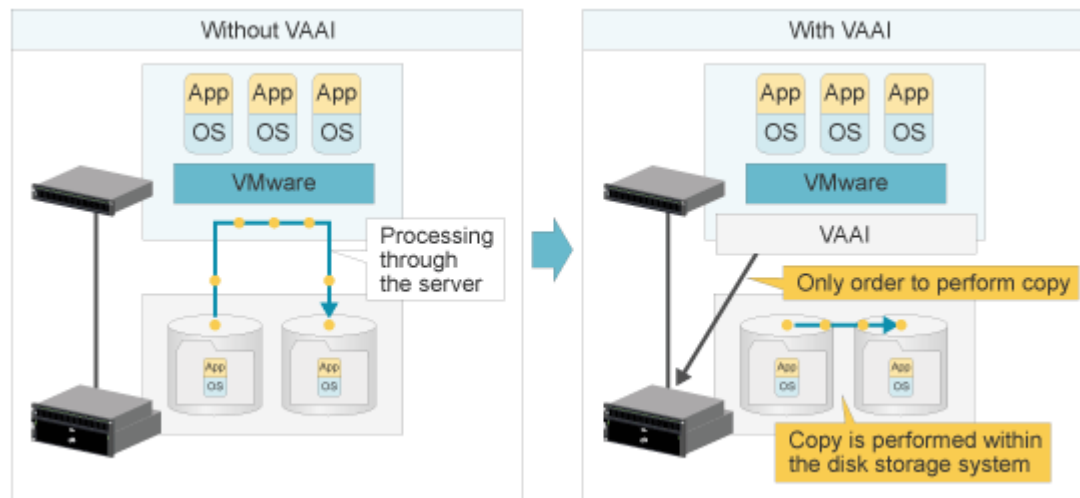 Without VAAI
App App App
OS OS OS
VMware
Processing
through
the server
App App
OS OS
With VAAI
App App App
OS OS OS
VMware
VAAI
Only order to perform copy
App App
OS OS
Copy is performed within
the disk storage system